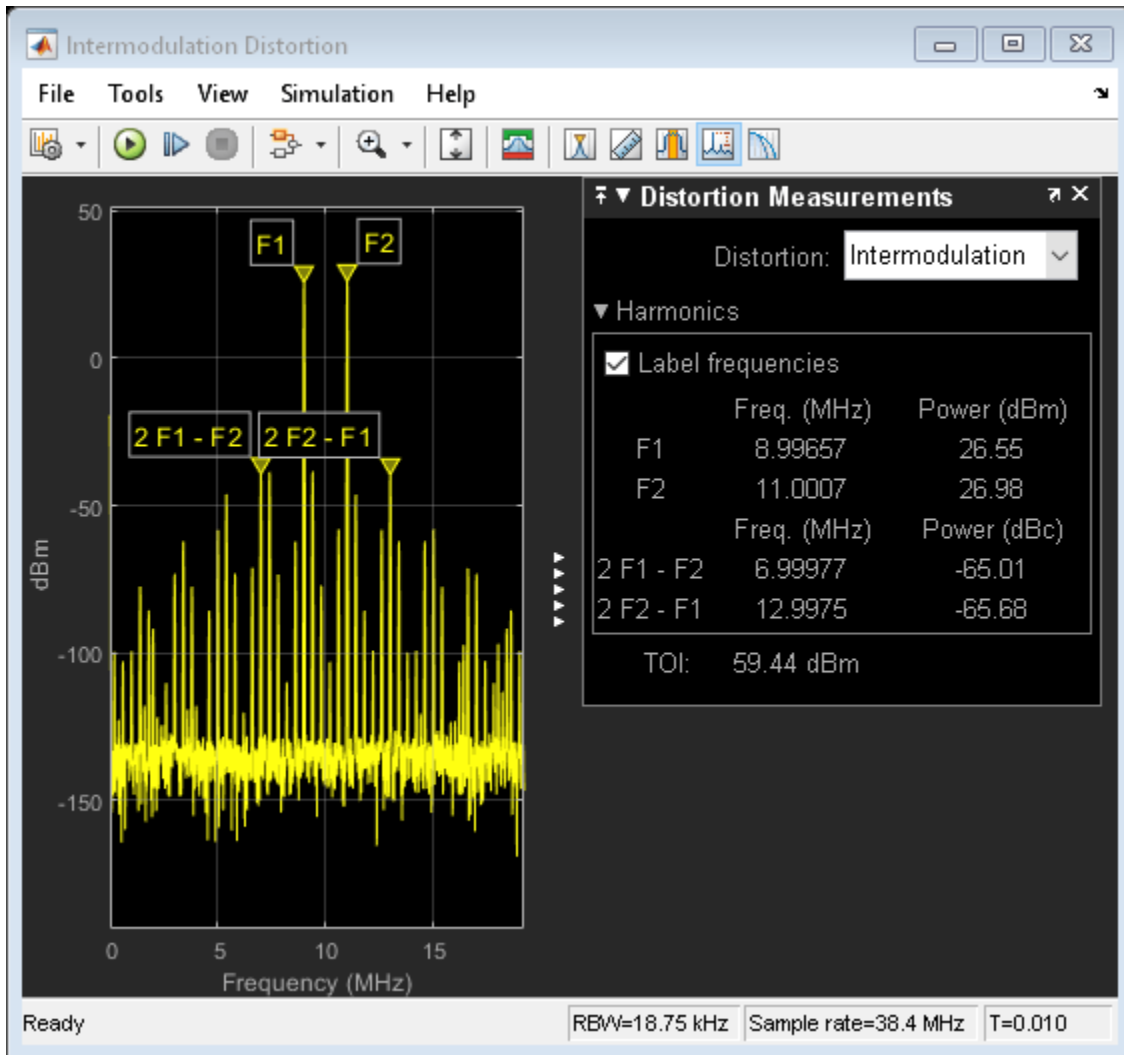 Intermodulation Distortion
File Tools View Simulation Help
Distortion Measurements
Distortion: Intermodulation
Harmonics
Label frequencies
Freq. (MHz) Power (dBm)
F1 8.99657 26.55
F2 11.0007 26.98
Freq. (MHz) Power (dBc)
2 F1 - F2 6.99977 -65.01
2 F2 - F1 12.9975 -65.68
TOI: 59.44 dBm
50
F1 F2
0
2 F1 - F2 2 F2 - F1
-50
dBm
-100
-150
0 5 10 15
Frequency (MHz)
Ready RBW=18.75 kHz Sample rate=38.4 MHz T=0.010